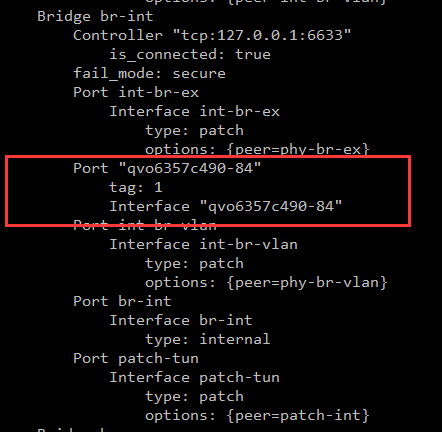 options: {peer=phy-br-vlan}
Bridge br-int
Controller "tcp:127.0.0.1:6633"
is_connected: true
fail_mode: secure
Port int-br-ex
Interface int-br-ex
type: patch
options: {peer=phy-br-ex}
Port "qvo6357c490-84"
tag: 1
Interface "qvo6357c490-84"
Port int-br-vlan
Interface int-br-vlan
type: patch
options: {peer=phy-br-vlan}
Port br-int
Interface br-int
type: internal
Port patch-tun
Interface patch-tun
type: patch
options: {peer=patch-int}